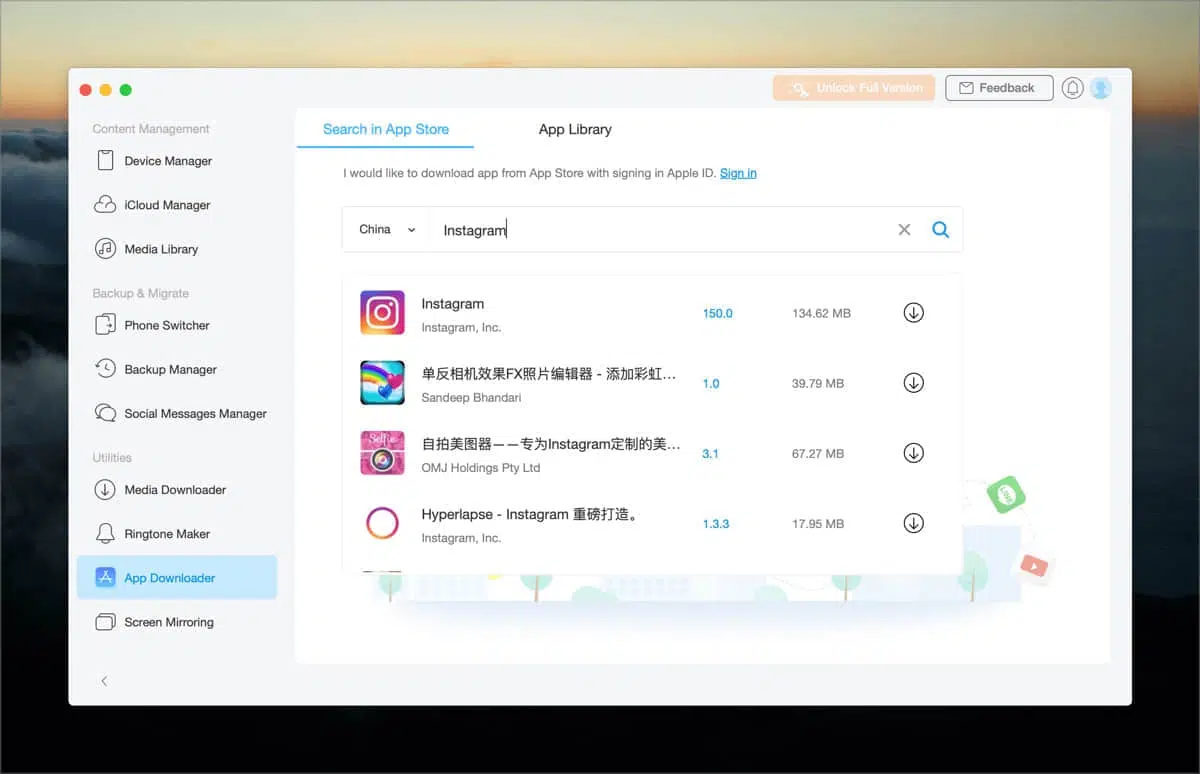 Unlock Full Version
Feedback
Content Management
Device Manager
iCloud Manager
Media Library
Backup & Migrate
Phone Switcher
Backup Manager
Social Messages Manager
Utilities
Media Downloader
Ringtone Maker
App Downloader
Screen Mirroring
Search in App Store
App Library
I would like to download app from App Store with signing in Apple ID. Sign in
China
Instagram
Instagram
150.0
134.62 MB
Instagram, Inc.
单反相机效果FX照片编辑器 - 添加彩虹...
1.0
39.79 MB
Sandeep Bhandari
Selfie
自拍美图器——专为Instagram定制的美...
3.1
67.27 MB
OMJ Holdings Pty Ltd
Hyperlapse - Instagram 重磅打造。
1.3.3
17.95 MB
Instagram, Inc.
LINE